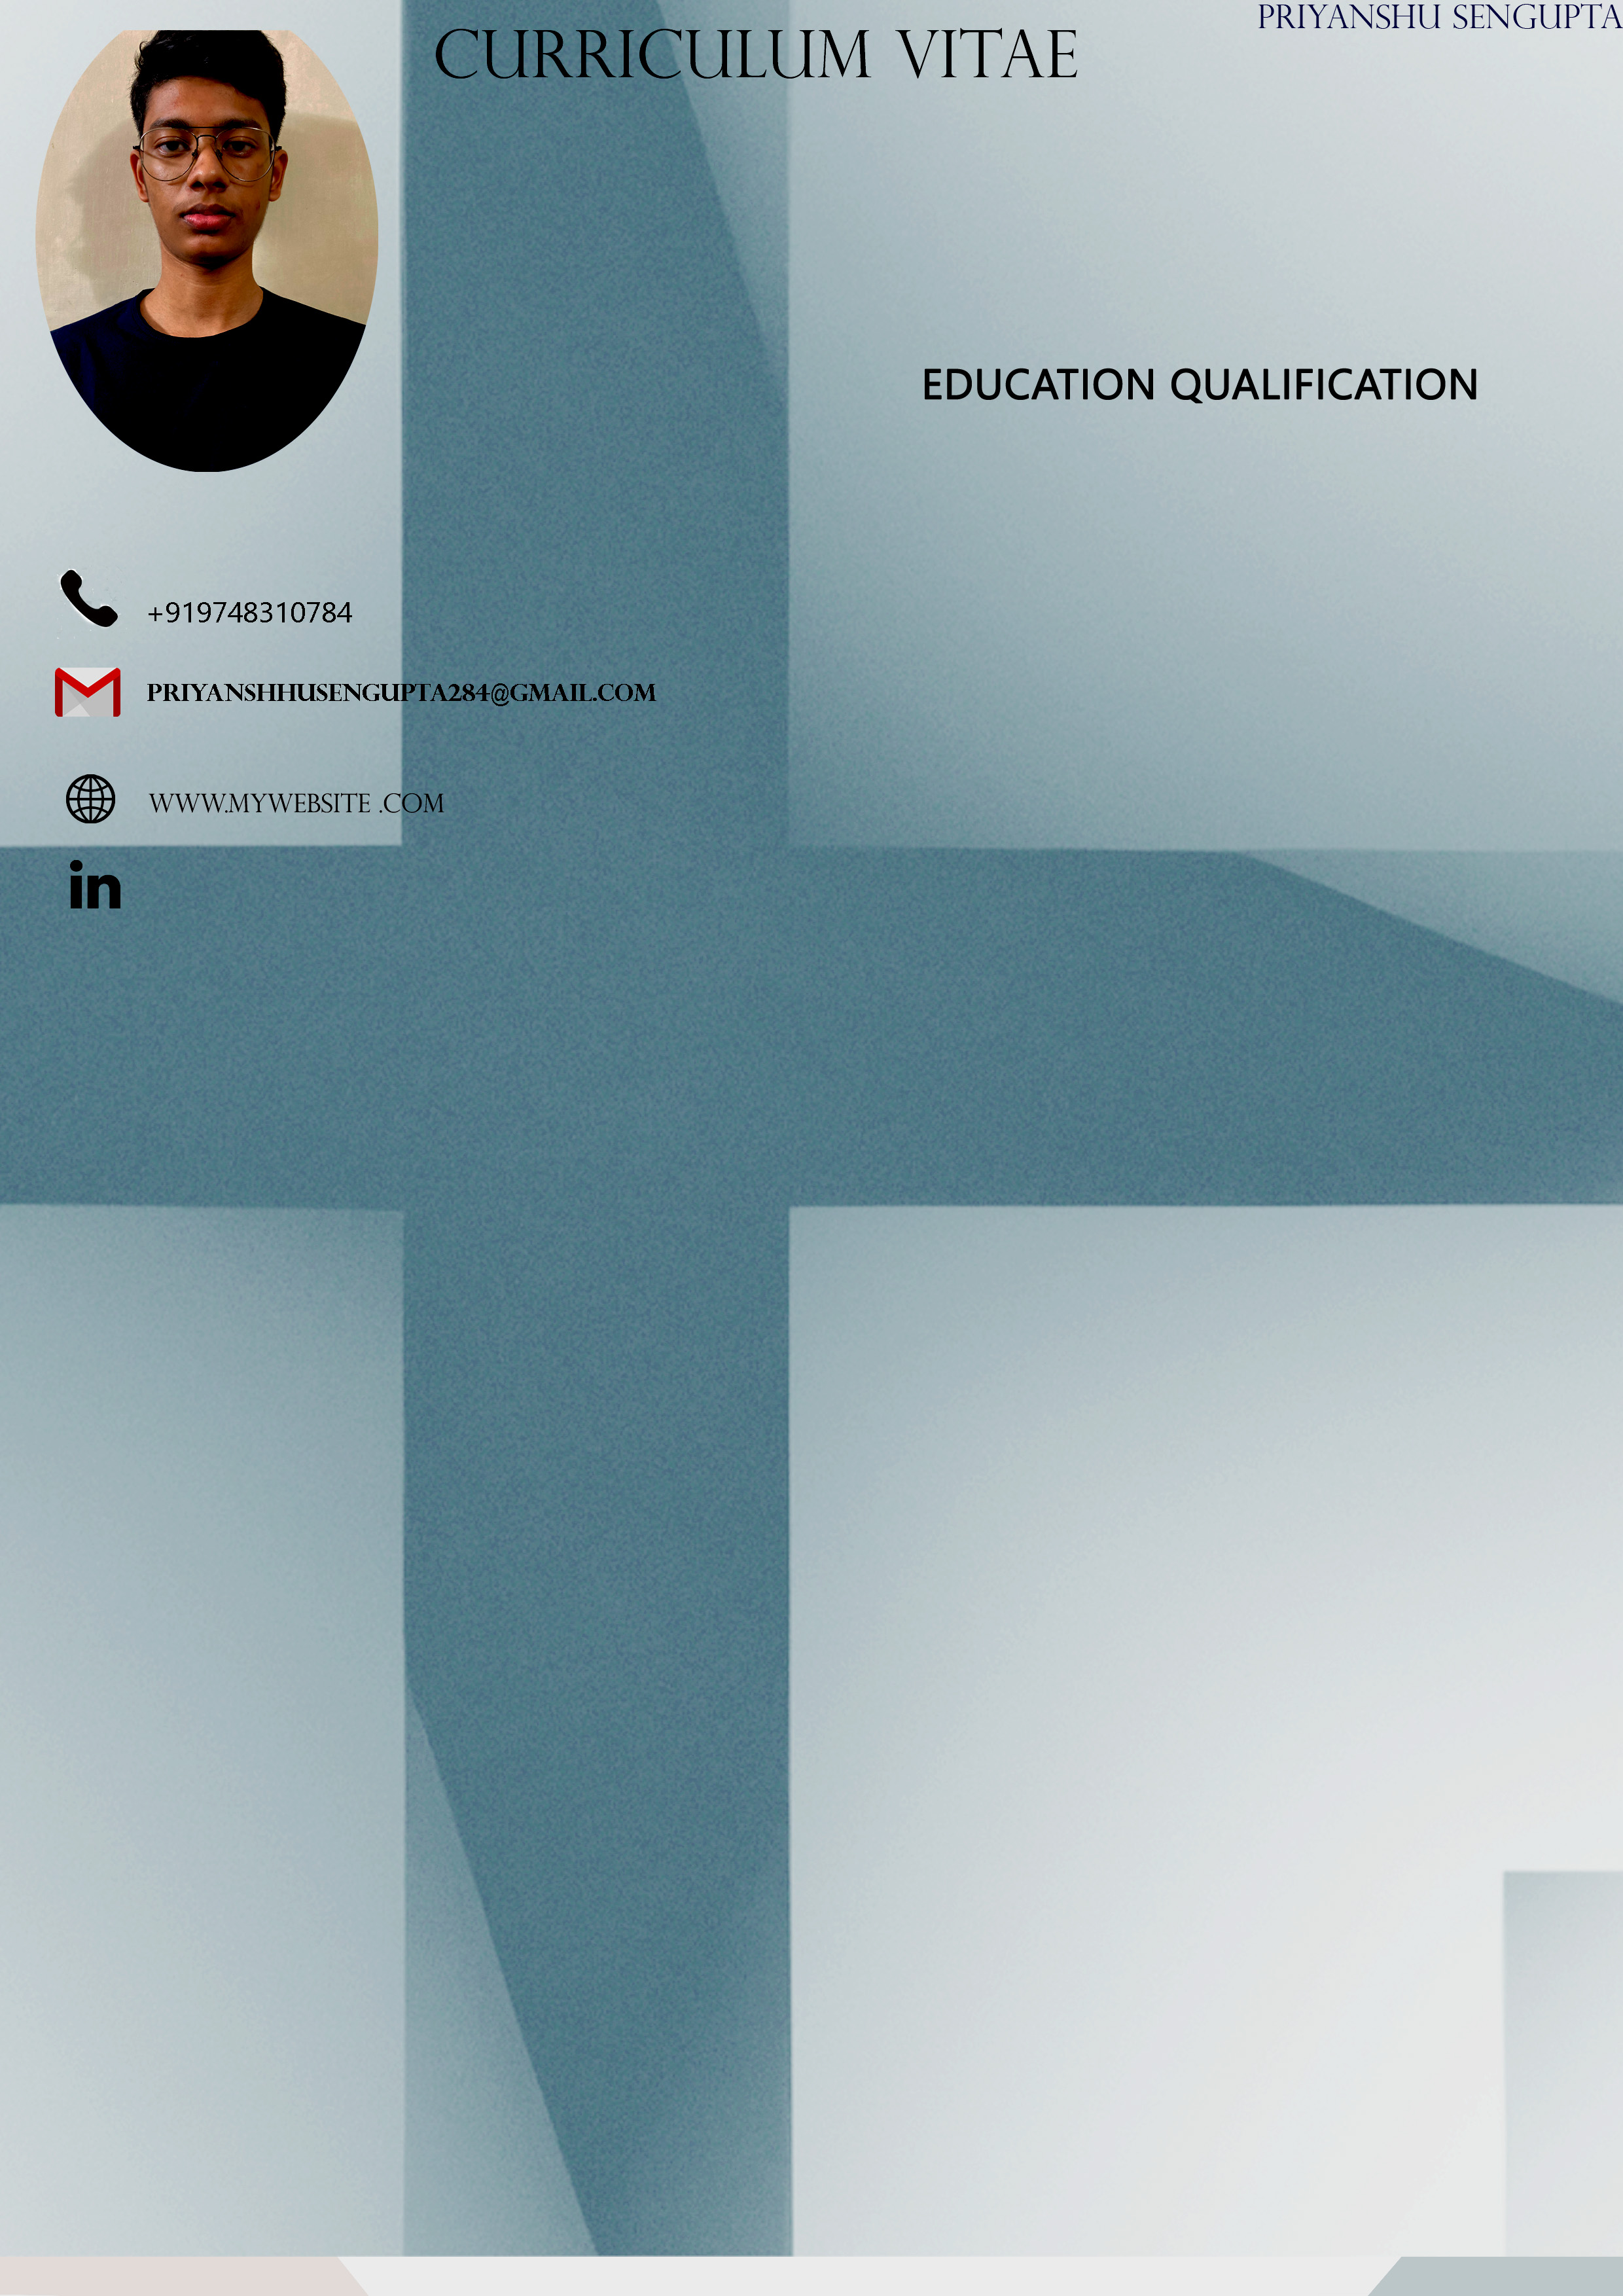 PRIYANSHU SENGUPTA
CURRICULUM VITAE
EDUCATION QUALIFICATION
+919748310784
PRIYANSHHUSENGUPTA284@GMAIL.COM
WWW.MYWEBSITE .COM
in